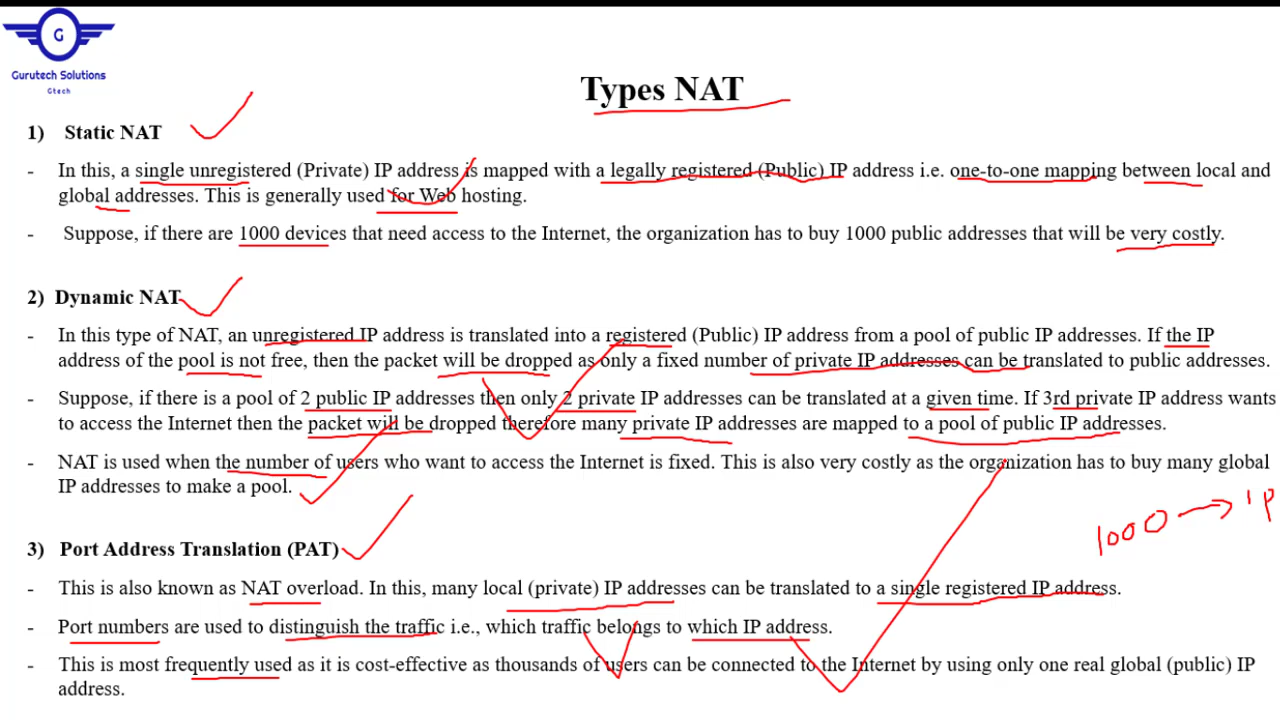 G
Gurutech Solutions
Gtech
Types NAT
1) Static NAT
- In this, a single unregistered (Private) IP address is mapped with a legally registered (Public) IP address i.e. one-to-one mapping between local and
global addresses. This is generally used for Web hosting.
- Suppose, if there are 1000 devices that need access to the Internet, the organization has to buy 1000 public addresses that will be very costly.
2) Dynamic NAT
- In this type of NAT, an unregistered IP address is translated into a registered (Public) IP address from a pool of public IP addresses. If the IP
address of the pool is not free, then the packet will be dropped as only a fixed number of private IP addresses can be translated to public addresses.
- Suppose, if there is a pool of 2 public IP addresses then only 2 private IP addresses can be translated at a given time. If 3rd private IP address wants
to access the Internet then the packet will be dropped therefore many private IP addresses are mapped to a pool of public IP addresses.
- NAT is used when the number of users who want to access the Internet is fixed. This is also very costly as the organization has to buy many global
IP addresses to make a pool.
1000 → IP
3) Port Address Translation (PAT)
- This is also known as NAT overload. In this, many local (private) IP addresses can be translated to a single registered IP address.
- Port numbers are used to distinguish the traffic i.e., which traffic belongs to which IP address.
- This is most frequently used as it is cost-effective as thousands of users can be connected to the Internet by using only one real global (public) IP
address.